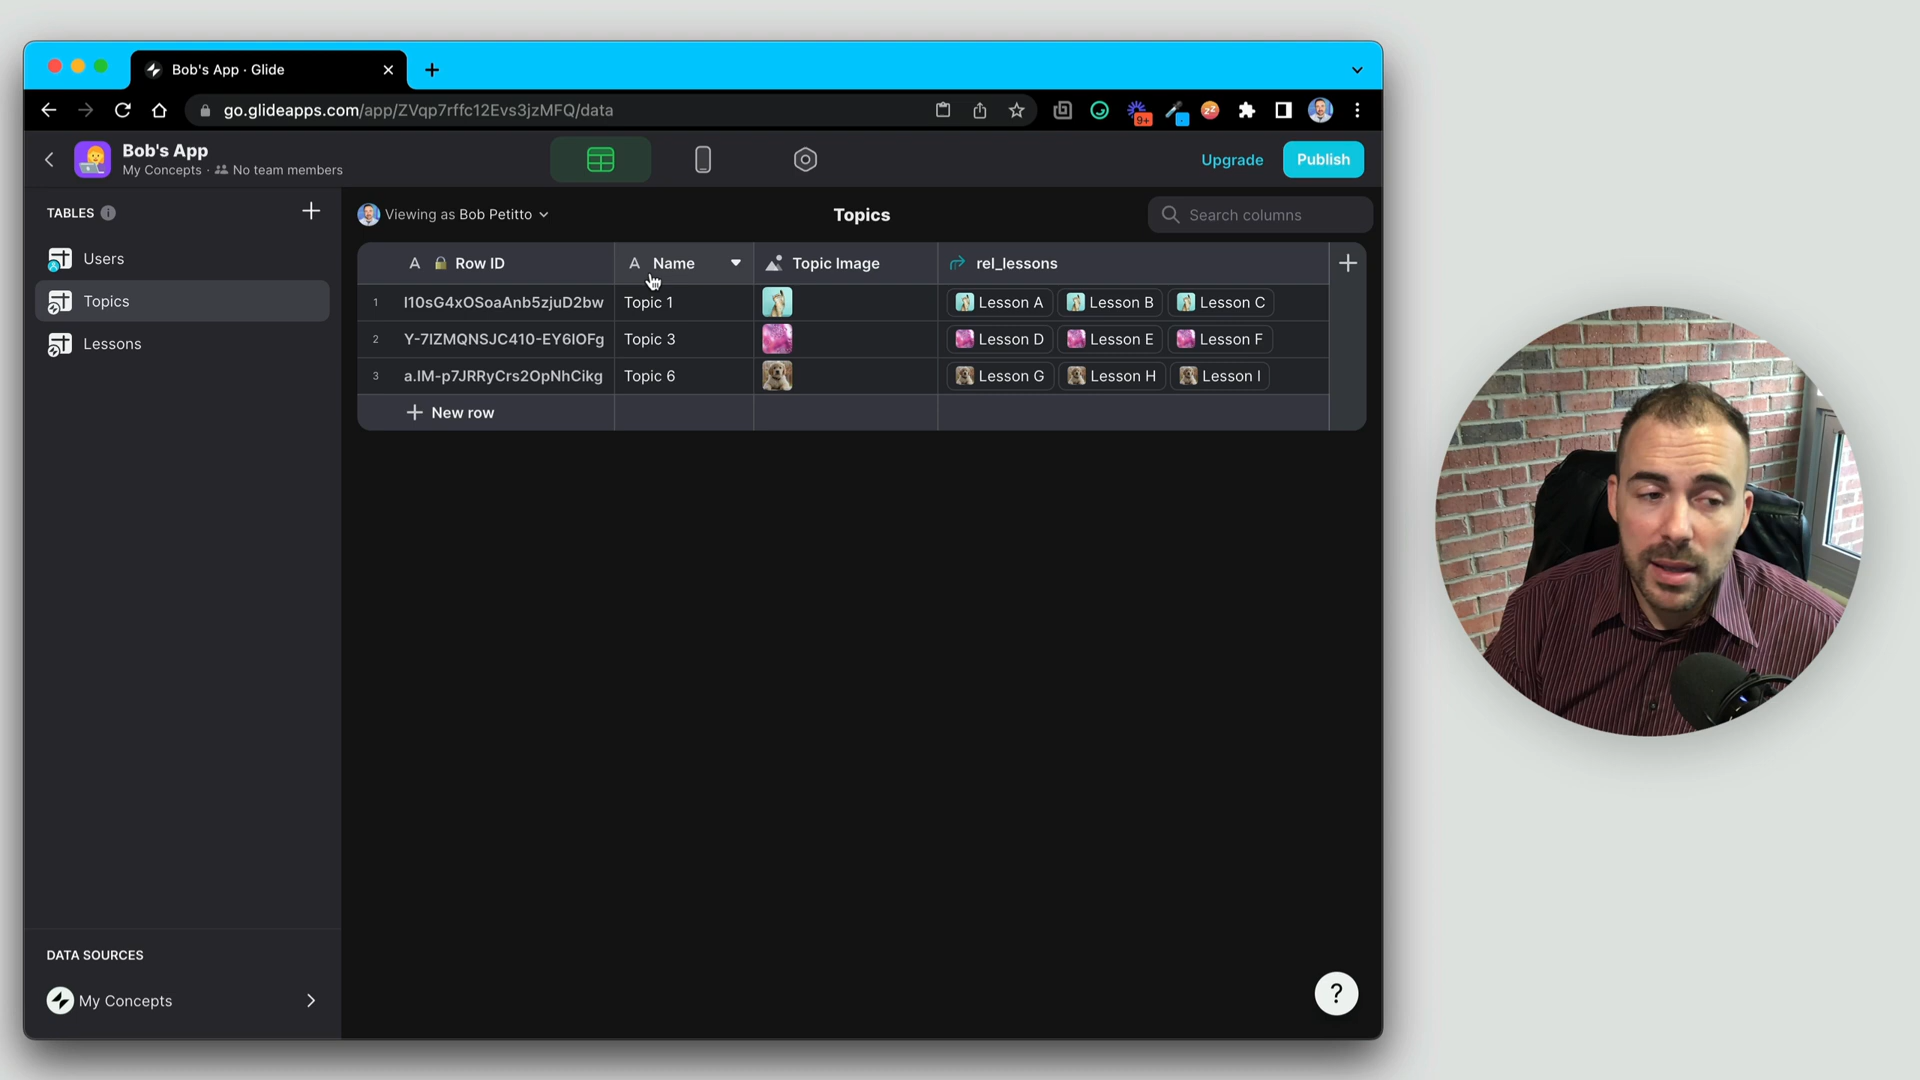 Bob's App · Glide
go.glideapps.com/app/ZVqp7rffc12Evs3jzMFQ/data
9+
zZ
Bob's App
My Concepts · No team members
Upgrade
Publish
TABLES
Users
Topics
Lessons
Viewing as Bob Petitto
Topics
Search columns
A Row ID
A Name
Topic Image
rel_lessons
1 I10sG4xOSoaAnb5zjuD2bw Topic 1 Lesson A Lesson B Lesson C
2 Y-7IZMQNSJC410-EY6IOFg Topic 3 Lesson D Lesson E Lesson F
3 a.IM-p7JRRyCrs2OpNhCikg Topic 6 Lesson G Lesson H Lesson I
New row
DATA SOURCES
My Concepts
?